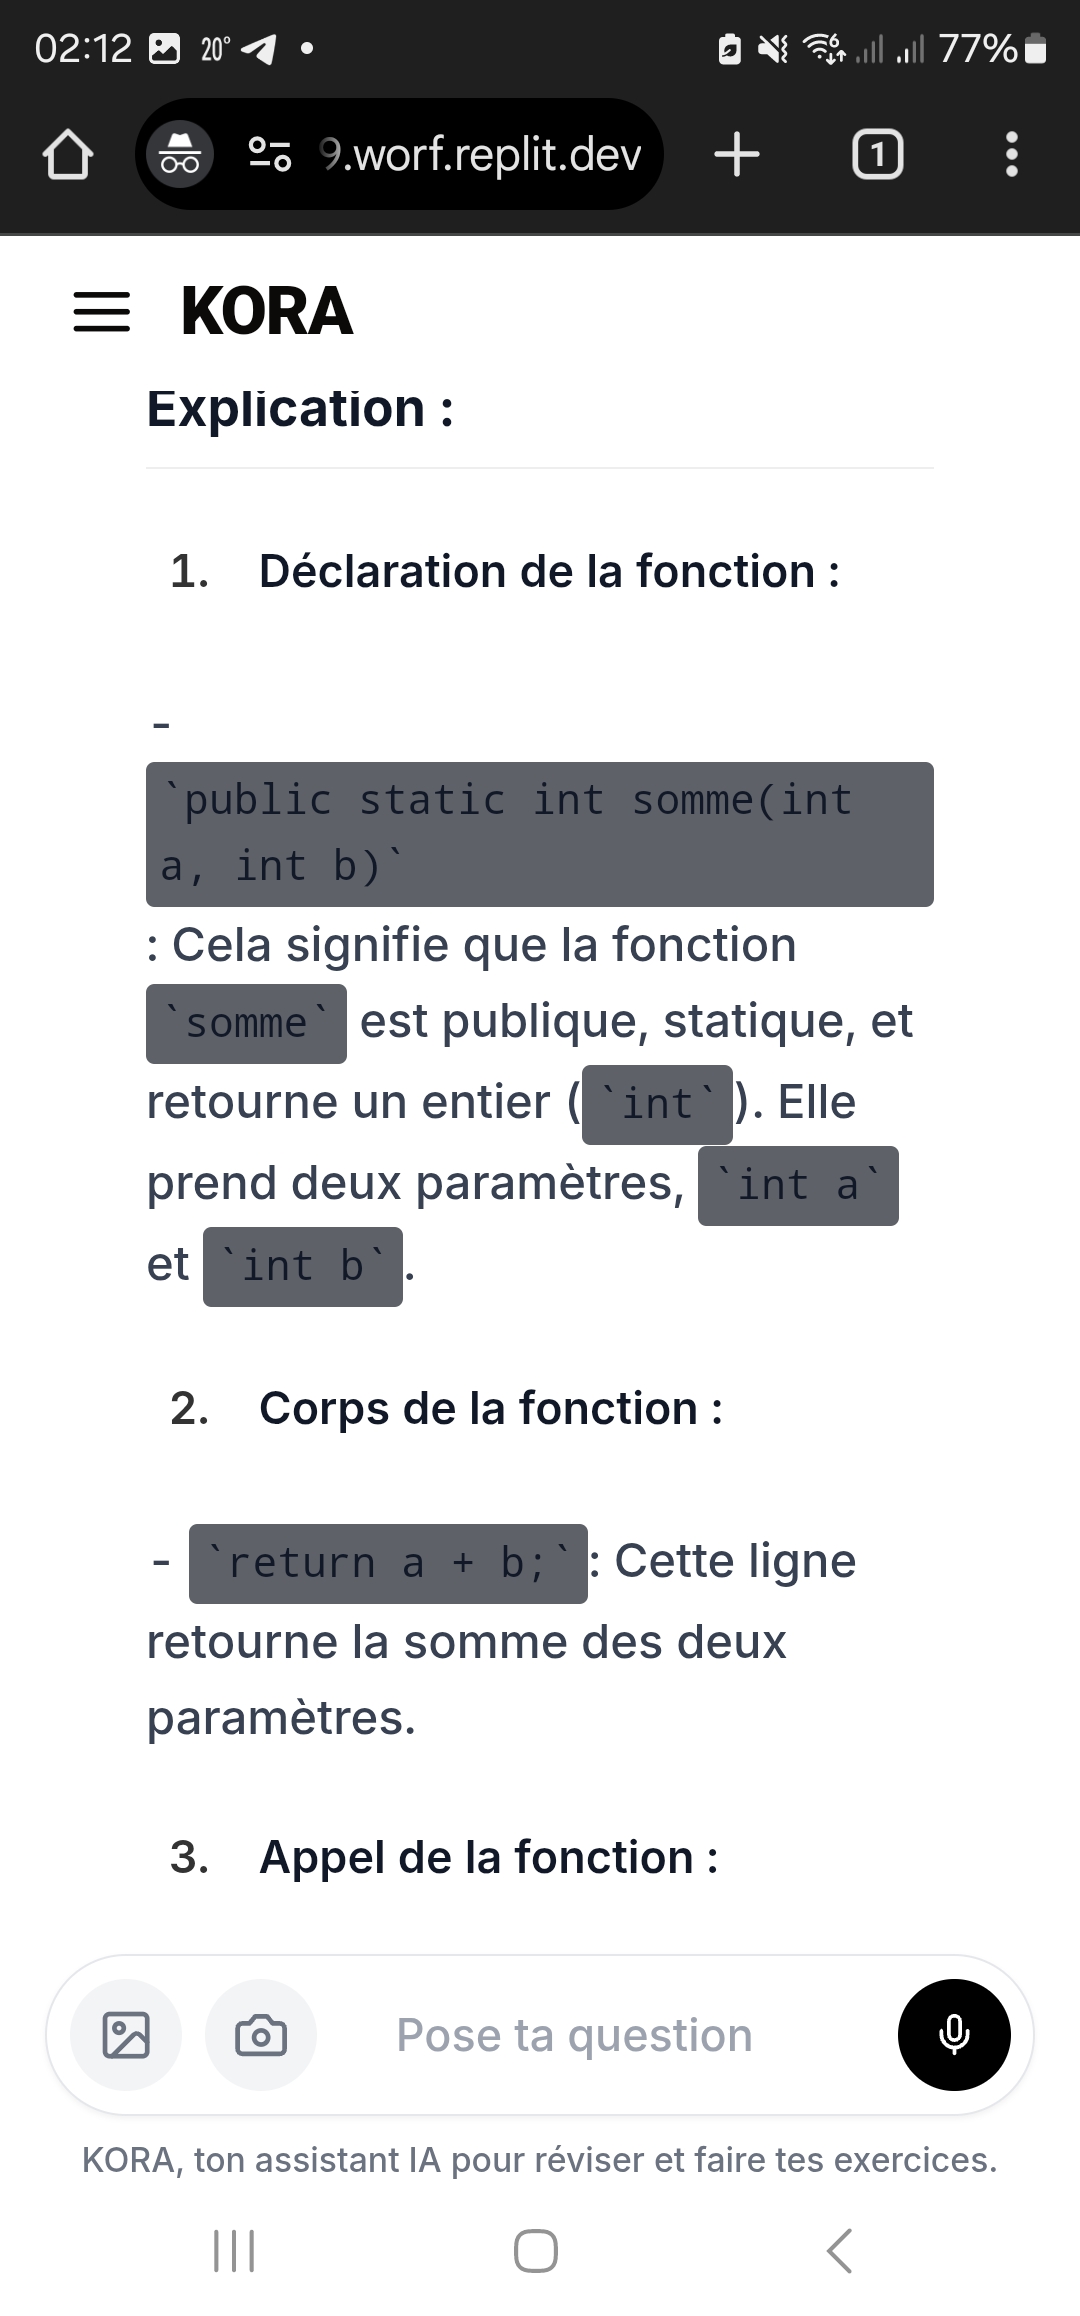 02:12 20° 6 77%
9.worf.replit.dev 1
KORA
Explication :
1. Déclaration de la fonction :
-
`public static int somme(int
a, int b)`
: Cela signifie que la fonction
`somme` est publique, statique, et
retourne un entier (`int`). Elle
prend deux paramètres, `int a`
et `int b`.
2. Corps de la fonction :
- `return a + b;`: Cette ligne
retourne la somme des deux
paramètres.
3. Appel de la fonction :
Pose ta question
KORA, ton assistant IA pour réviser et faire tes exercices.